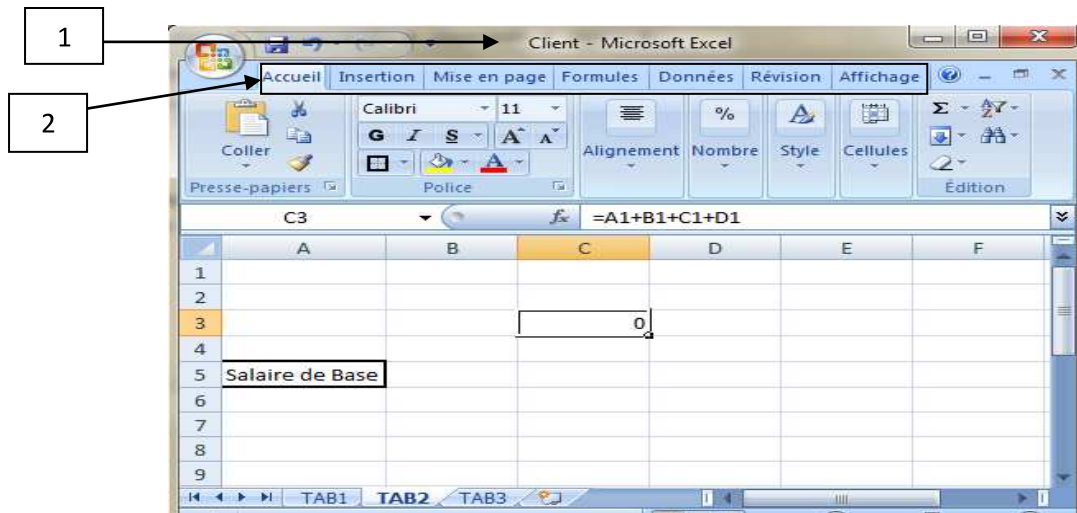 1
Client - Microsoft Excel
2
Accueil Insertion Mise en page Formules Données Révision Affichage
Calibri 11
Coller
G I S A A
A
Alignement Nombre Style Cellules
%
A
Σ
Presse-papiers Police Édition
C3 fx =A1+B1+C1+D1
A B C D E F
1
2
3 0
4
5 Salaire de Base
6
7
8
9
TAB1 TAB2 TAB3